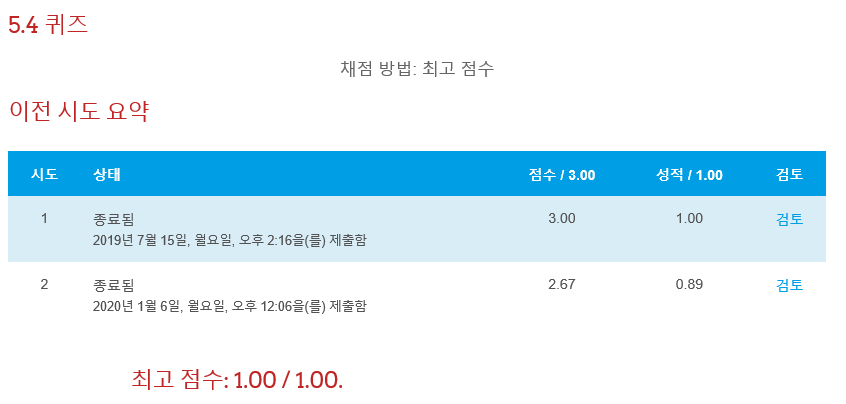 5.4 퀴즈
채점 방법: 최고 점수
이전 시도 요약
시도 상태 점수 / 3.00 성적 / 1.00 검토
1 종료됨 3.00 1.00 검토
2019년 7월 15일, 월요일, 오후 2:16을(를) 제출함
2 종료됨 2.67 0.89 검토
2020년 1월 6일, 월요일, 오후 12:06을(를) 제출함
최고 점수: 1.00 / 1.00.